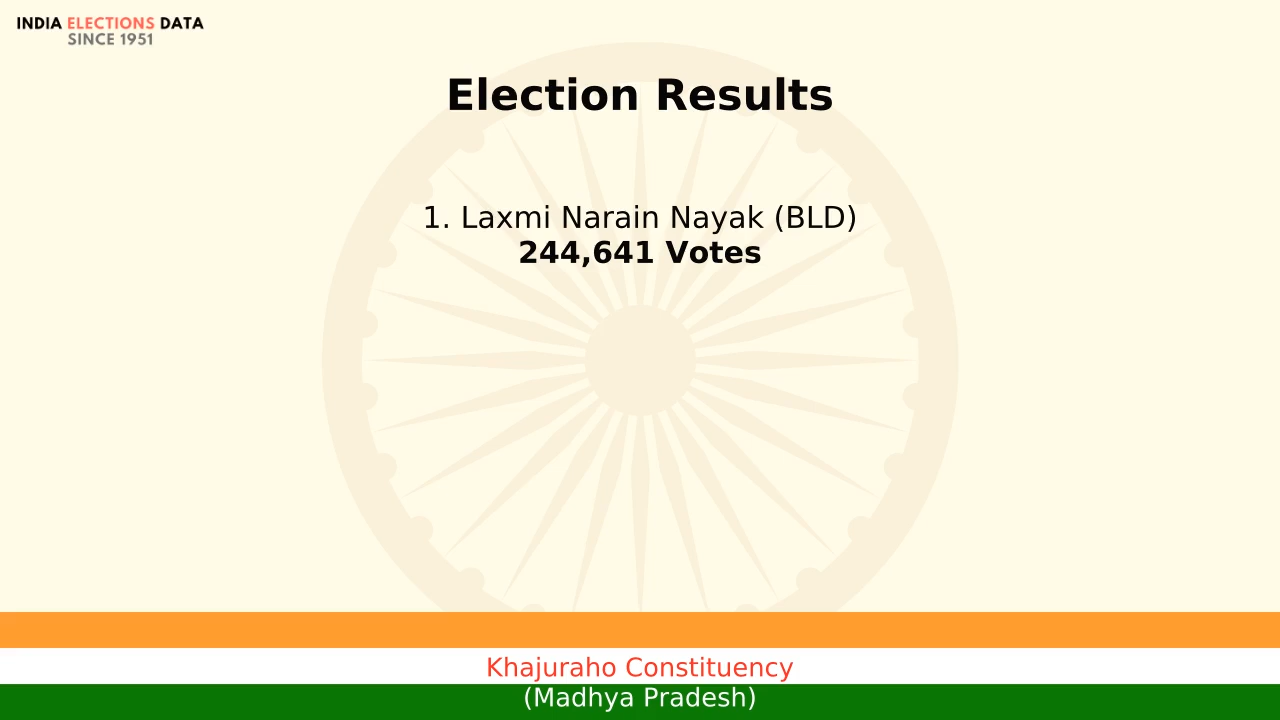 INDIA ELECTIONS DATA
SINCE 1951
Election Results
1. Laxmi Narain Nayak (BLD)
244,641 Votes
Khajuraho Constituency
(Madhya Pradesh)